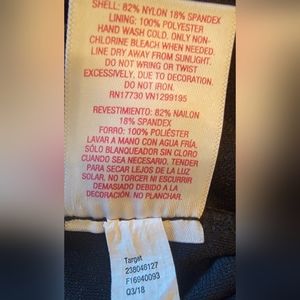 SHELL: 82% NYLON 18% SPANDEX
LINING: 100% POLYESTER
HAND WASH COLD. ONLY NON-
CHLORINE BLEACH WHEN NEEDED.
LINE DRY AWAY FROM SUNLIGHT.
DO NOT WRING OR TWIST
EXCESSIVELY, DUE TO DECORATION.
DO NOT IRON.
RN17730 VN1299195
REVESTIMIENTO: 82% NAILON
18% SPANDEX
FORRO: 100% POLIÉSTER
LAVAR A MANO CON AGUA FRÍA,
SÓLO BLANQUEADOR SIN CLORO
CUANDO SEA NECESARIO. TENDER
PARA SECAR LEJOS DE LA LUZ
SOLAR. NO TORCER NI ESCURRIR
DEMASIADO DEBIDO A LA
DECORACIÓN. NO PLANCHAR.
Target
238046127
F16940093
Q3/18